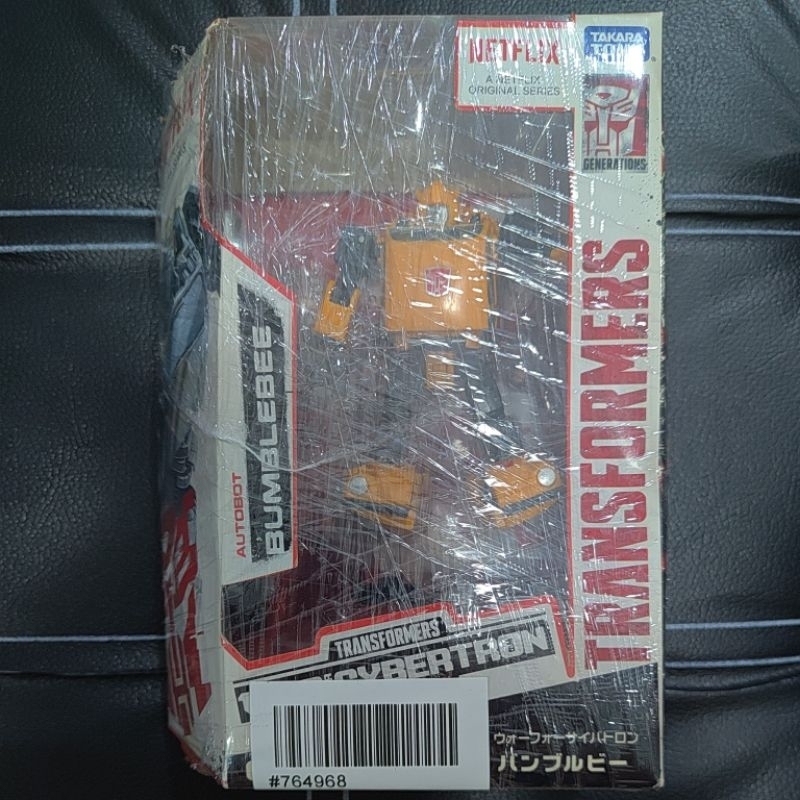 NETFLIX
A NETFLIX
ORIGINAL SERIES
TAKARA
TOMY
GENERATIONS
TRANSFORMERS
AUTOBOT
BUMBLEBEE
TRANSFORMERS
CYBERTRON
ウォーフォーサイバトロン
バンブルビー
#764968